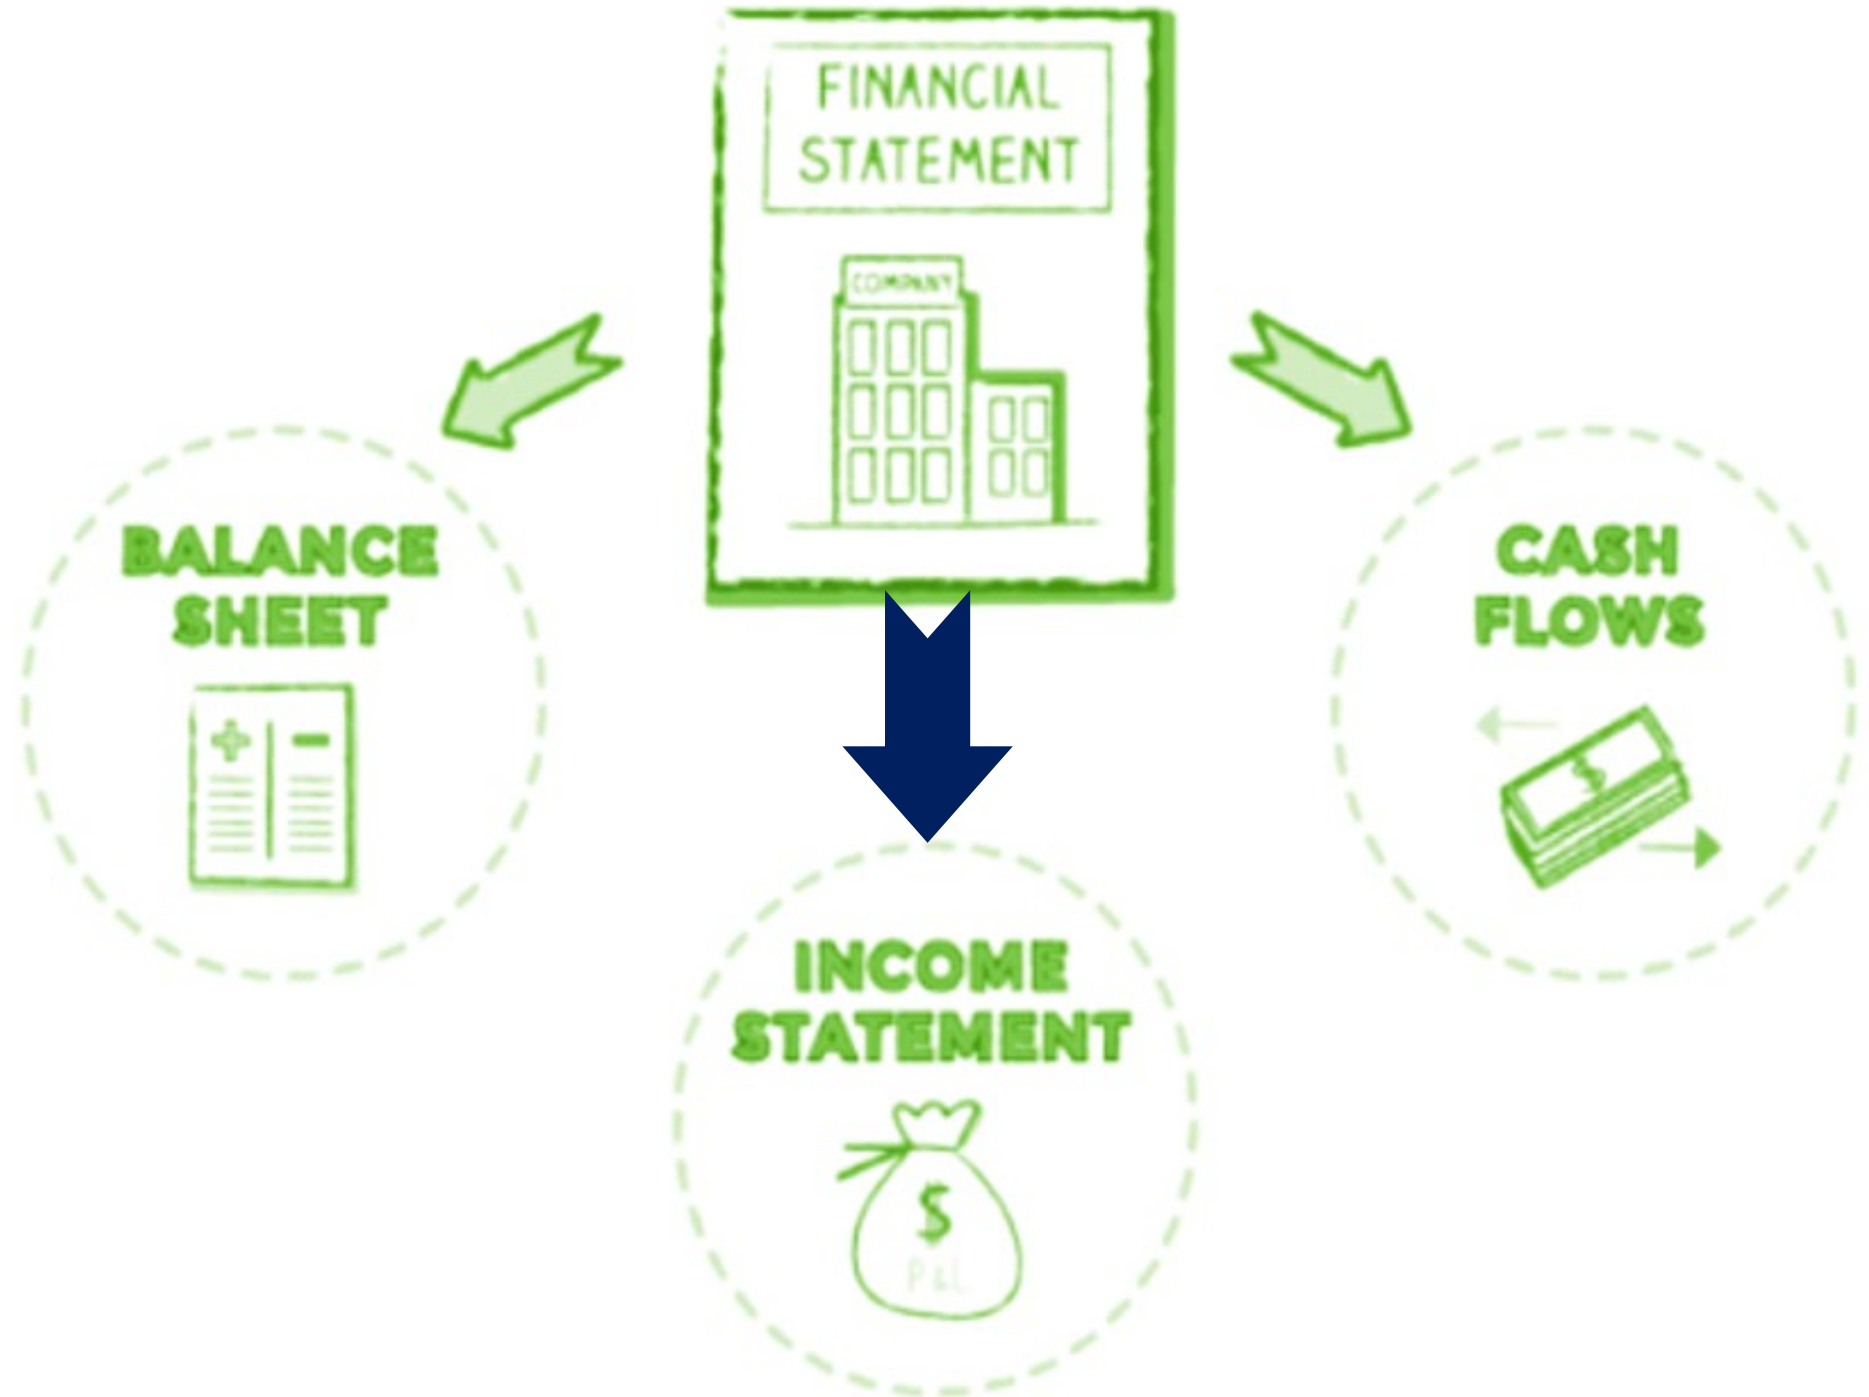 FINANCIAL
STATEMENT
COMPANY
BALANCE
SHEET
CASH
FLOWS
$
INCOME
STATEMENT
$
P&L